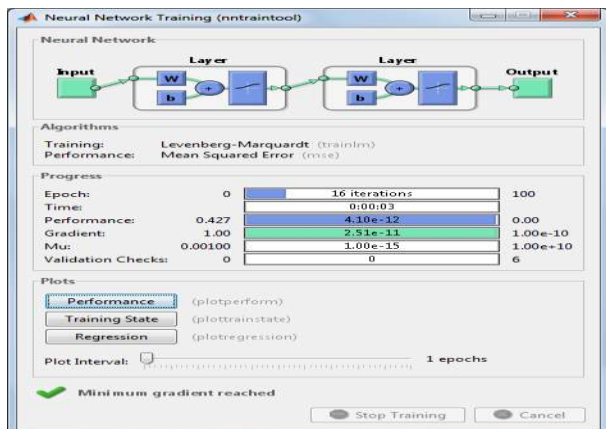 Neural Network Training (nntraintool)
Neural Network
Layer
Layer
Input
Output
W
b
+
W
b
+
Algorithms
Training: Levenberg-Marquardt (trainlm)
Performance: Mean Squared Error (mse)
Progress
Epoch: 0 16 iterations 100
Time: 0:00:03
Performance: 0.427 4.10e-12 0.00
Gradient: 1.00 2.51e-11 1.00e-10
Mu: 0.00100 1.00e-15 1.00e+10
Validation Checks: 0 0 6
Plots
Performance (plotperform)
Training State (plottrainstate)
Regression (plotregression)
Plot Interval: 1 epochs
Minimum gradient reached
Stop Training Cancel